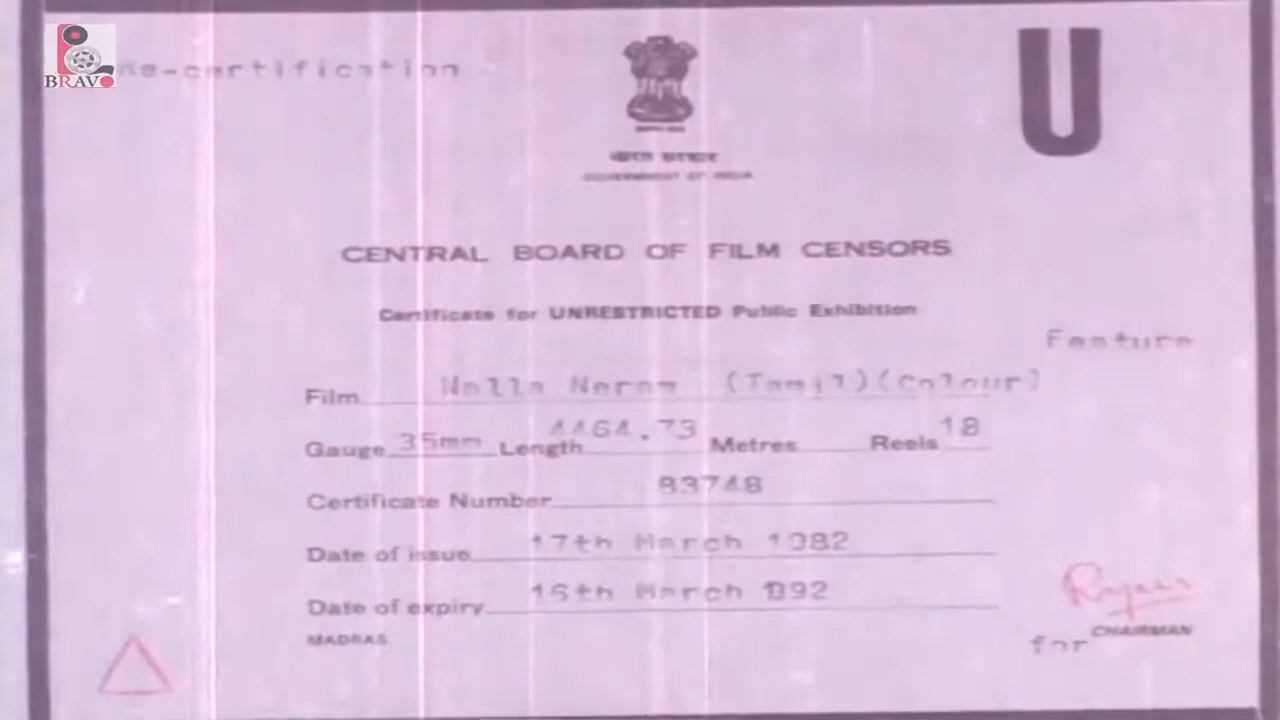 BRAVO
Re-certification
U
भारत सरकार
GOVERNMENT OF INDIA
CENTRAL BOARD OF FILM CENSORS
Certificate for UNRESTRICTED Public Exhibition
Feature
Film Nalla Neram (Tamil)(Colour)
Gauge 35mm Length 4464.73 Metres Reels 18
Certificate Number 83748
Date of issue 17th March 1982
Date of expiry 16th March 1992
MADRAS
for CHAIRMAN